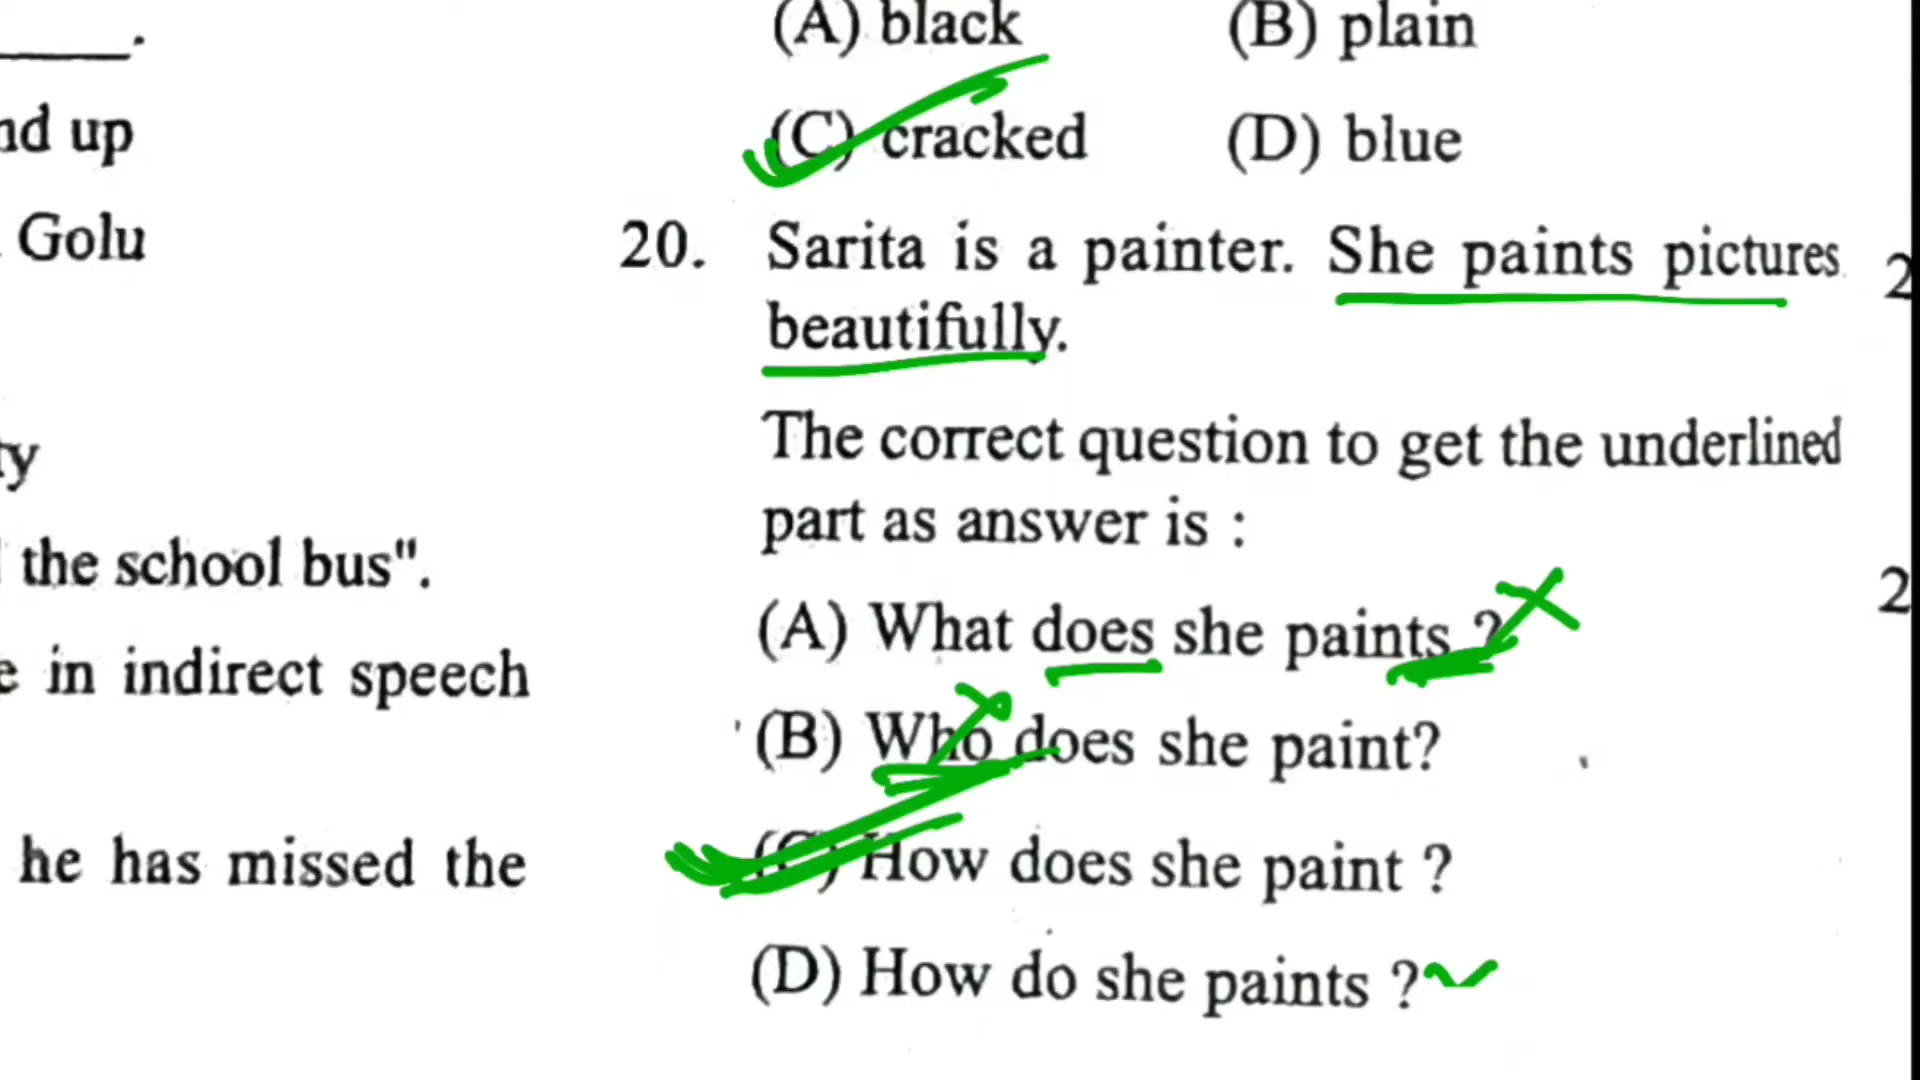 nd up
Golu
ty
the school bus".
e in indirect speech
he has missed the
(A) black (B) plain
(C) cracked (D) blue
20. Sarita is a painter. She paints pictures
beautifully.
The correct question to get the underlined
part as answer is :
(A) What does she paints ?
(B) Who does she paint?
(C) How does she paint ?
(D) How do she paints ?
2
2